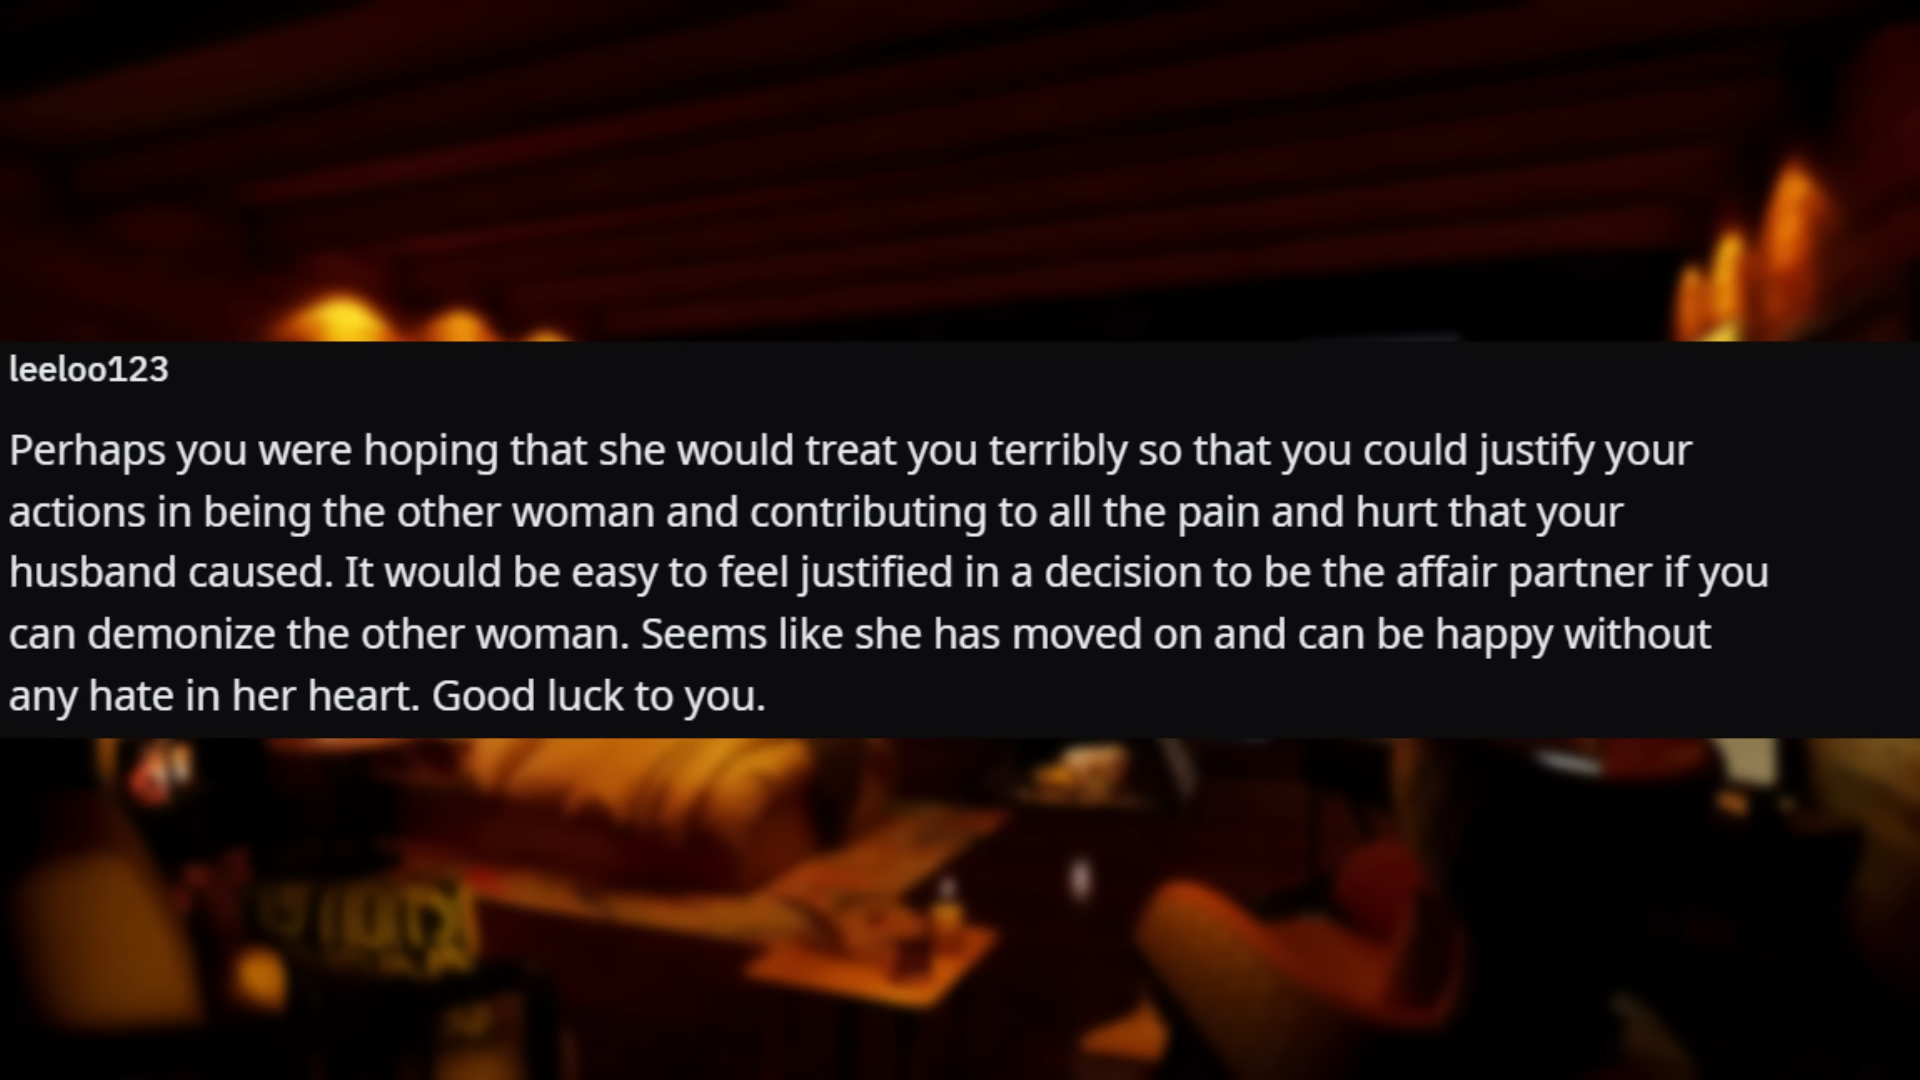 leeloo123
Perhaps you were hoping that she would treat you terribly so that you could justify your
actions in being the other woman and contributing to all the pain and hurt that your
husband caused. It would be easy to feel justified in a decision to be the affair partner if you
can demonize the other woman. Seems like she has moved on and can be happy without
any hate in her heart. Good luck to you.